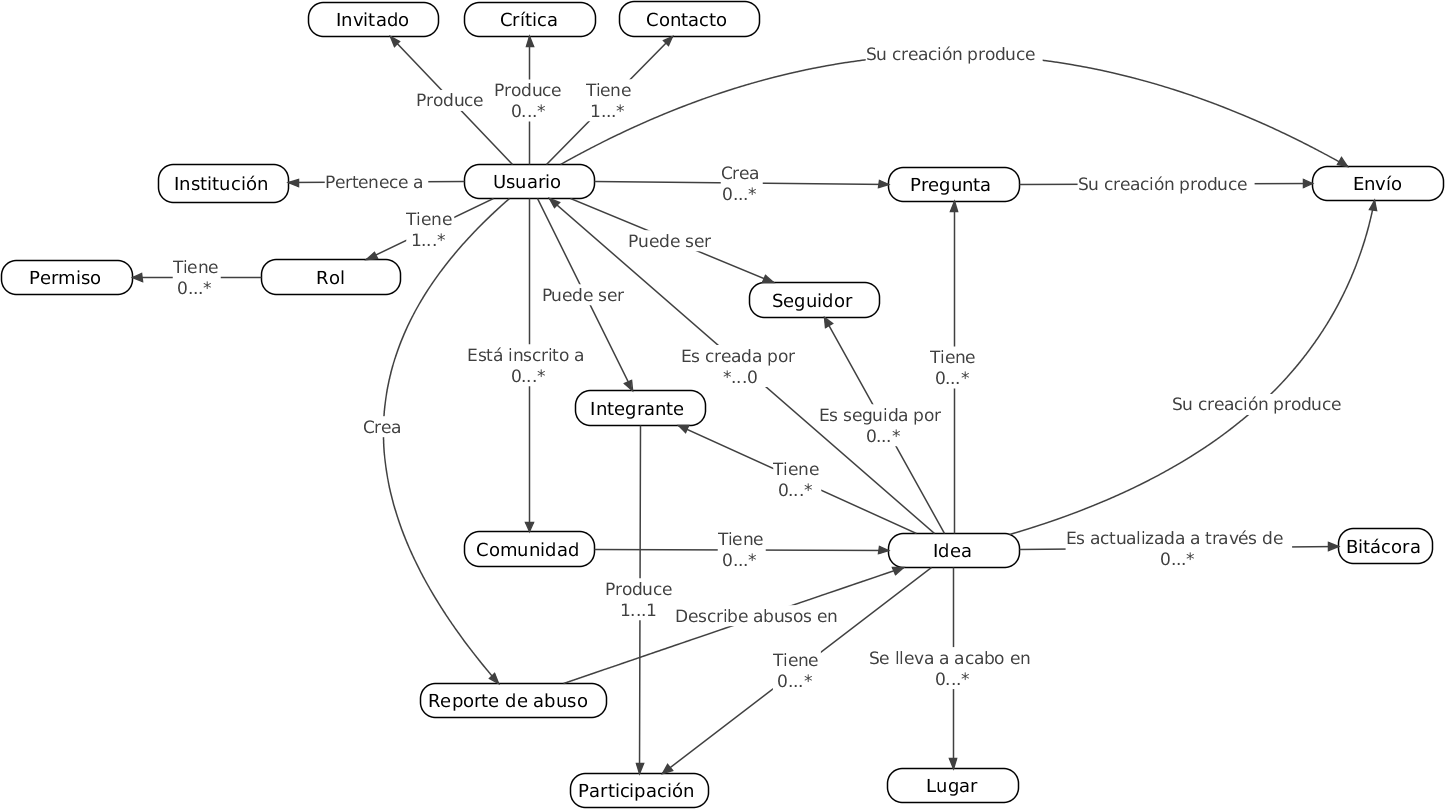 Invitado
Crítica
Contacto
Su creación produce
Produce
Produce
0...*
Tiene
1...*
Institución
Pertenece a
Usuario
Crea
0...*
Pregunta
Su creación produce
Envío
Tiene
1...*
Puede ser
Permiso
Tiene
0...*
Rol
Puede ser
Seguidor
Está inscrito a
0...*
Es creada por
*...0
Tiene
0...*
Integrante
Es seguida por
0...*
Su creación produce
Crea
Tiene
0...*
Comunidad
Tiene
0...*
Idea
Es actualizada a través de
0...*
Bitácora
Produce
1...1
Describe abusos en
Tiene
0...*
Se lleva a acabo en
0...*
Reporte de abuso
Participación
Lugar